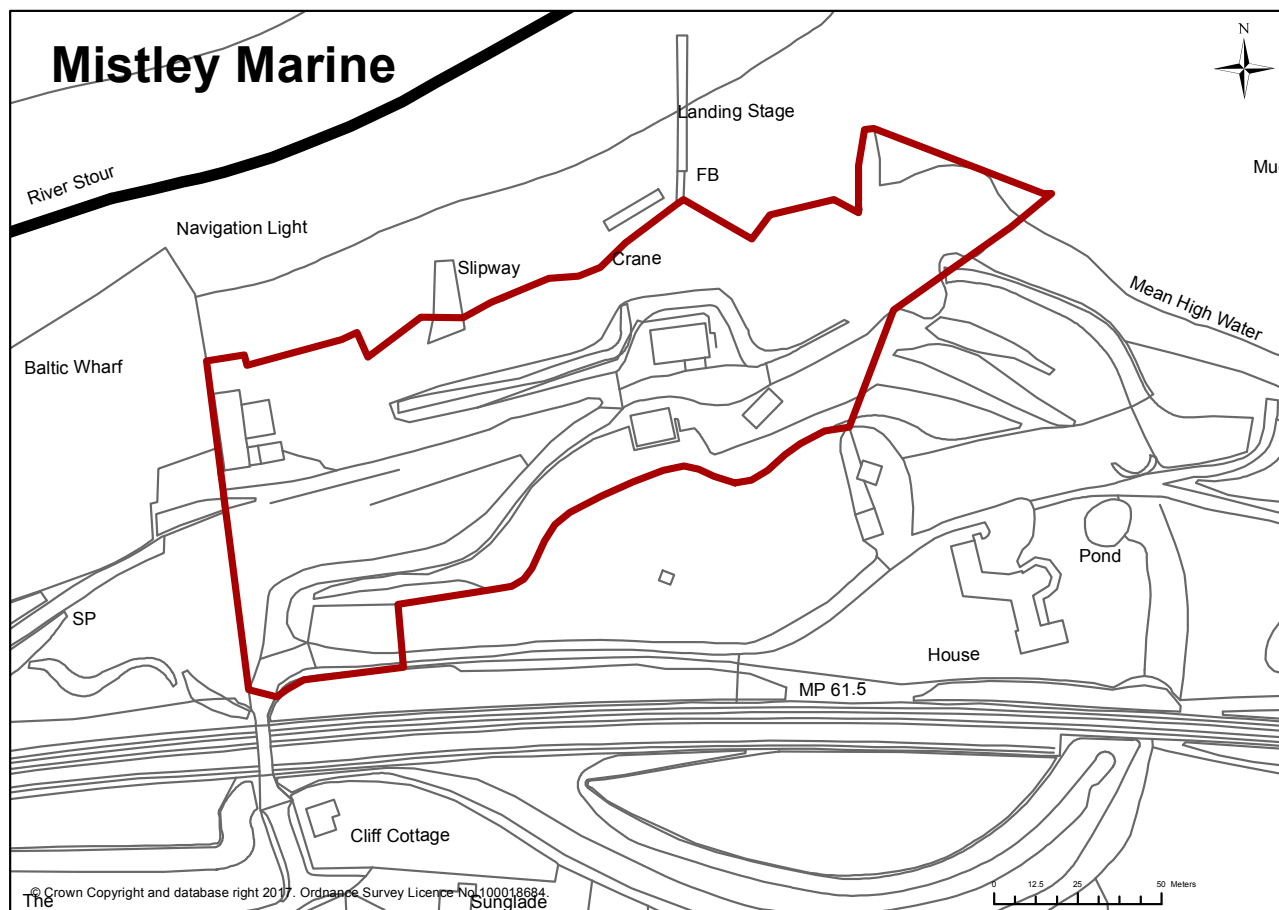 Mistley Marine
N
Landing Stage
River Stour
FB
Mu
Navigation Light
Slipway
Crane
Mean High Water
Baltic Wharf
Pond
SP
House
MP 61.5
Cliff Cottage
0 12.5 25 50 Meters
© Crown Copyright and database right 2017. Ordnance Survey Licence No 100018684.
The
Sunglade